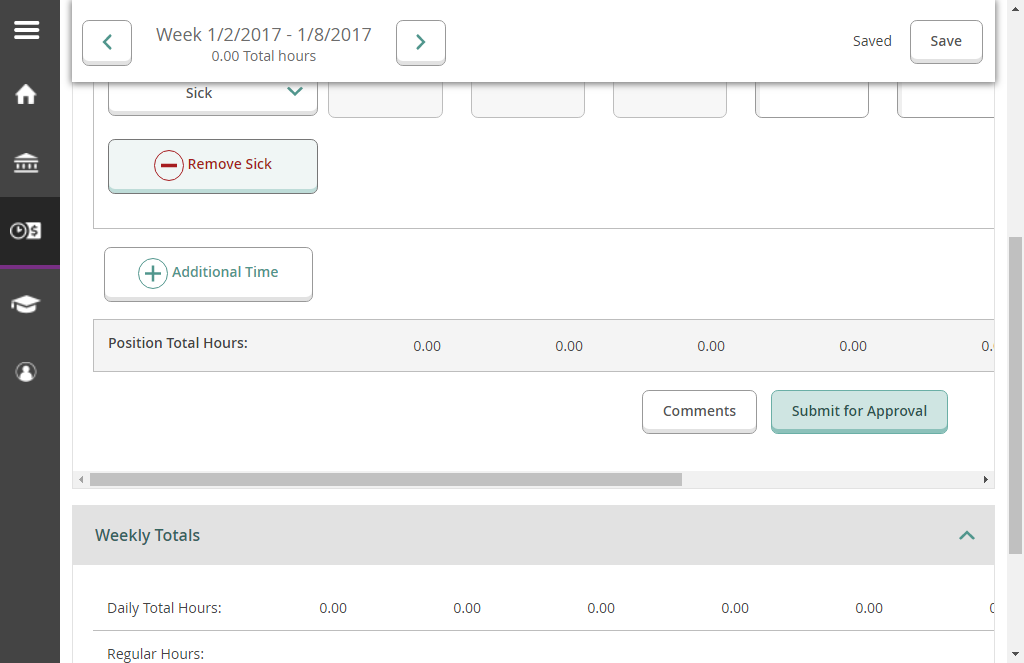 Week 1/2/2017 - 1/8/2017
0.00 Total hours
Saved
Save
Sick
Remove Sick
Additional Time
Position Total Hours: 0.00 0.00 0.00 0.00 0.
Comments
Submit for Approval
Weekly Totals
Daily Total Hours: 0.00 0.00 0.00 0.00 0.00
Regular Hours: